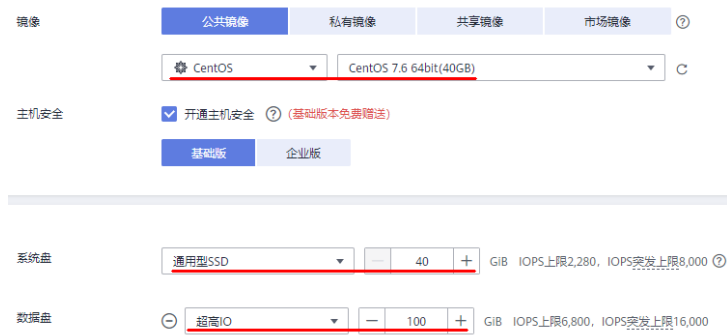 镜像 公共镜像 私有镜像 共享镜像 市场镜像 ?
CentOS CentOS 7.6 64bit(40GB)
主机安全 开通主机安全 ? (基础版本免费赠送)
基础版 企业版
系统盘 通用型SSD — 40 + GiB IOPS上限2,280, IOPS突发上限8,000 ?
数据盘 超高IO — 100 + GiB IOPS上限6,800, IOPS突发上限16,000